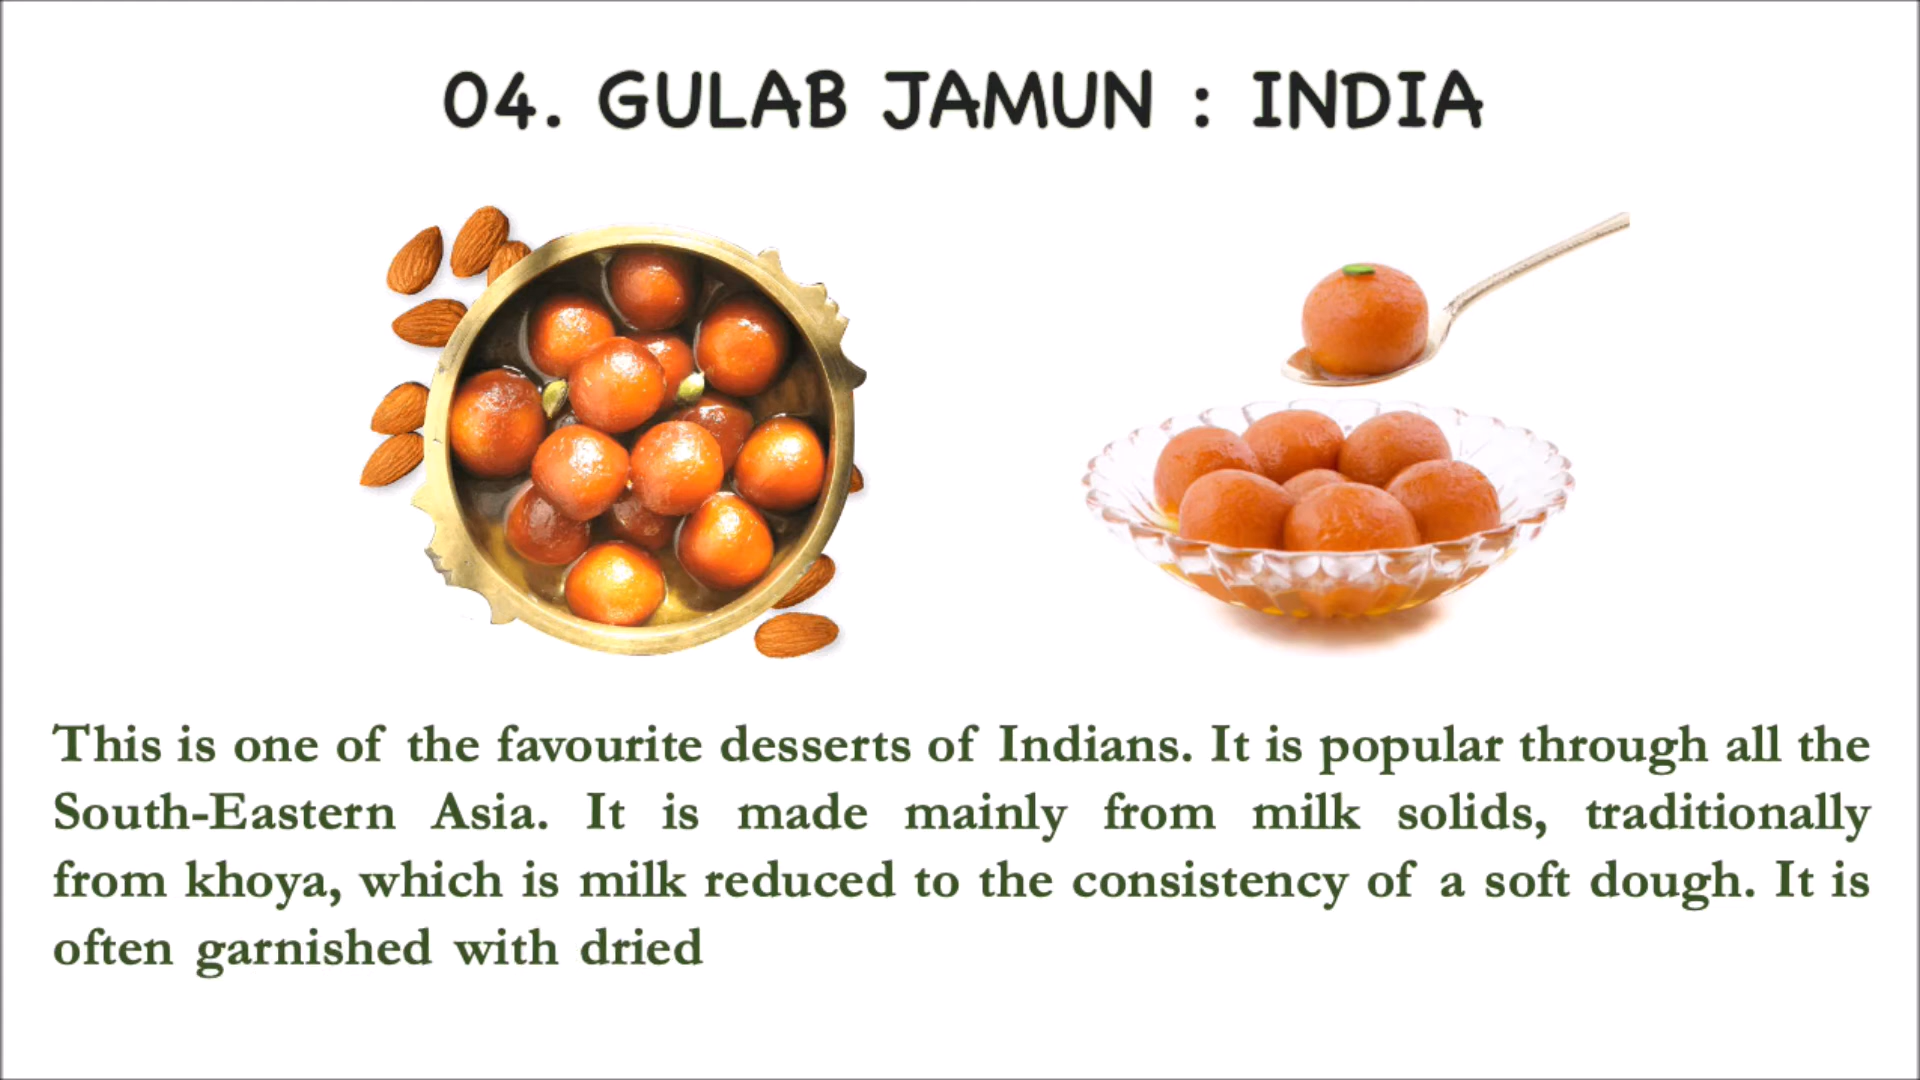 04. GULAB JAMUN : INDIA
This is one of the favourite desserts of Indians. It is popular through all the
South-Eastern Asia. It is made mainly from milk solids, traditionally
from khoya, which is milk reduced to the consistency of a soft dough. It is
often garnished with dried